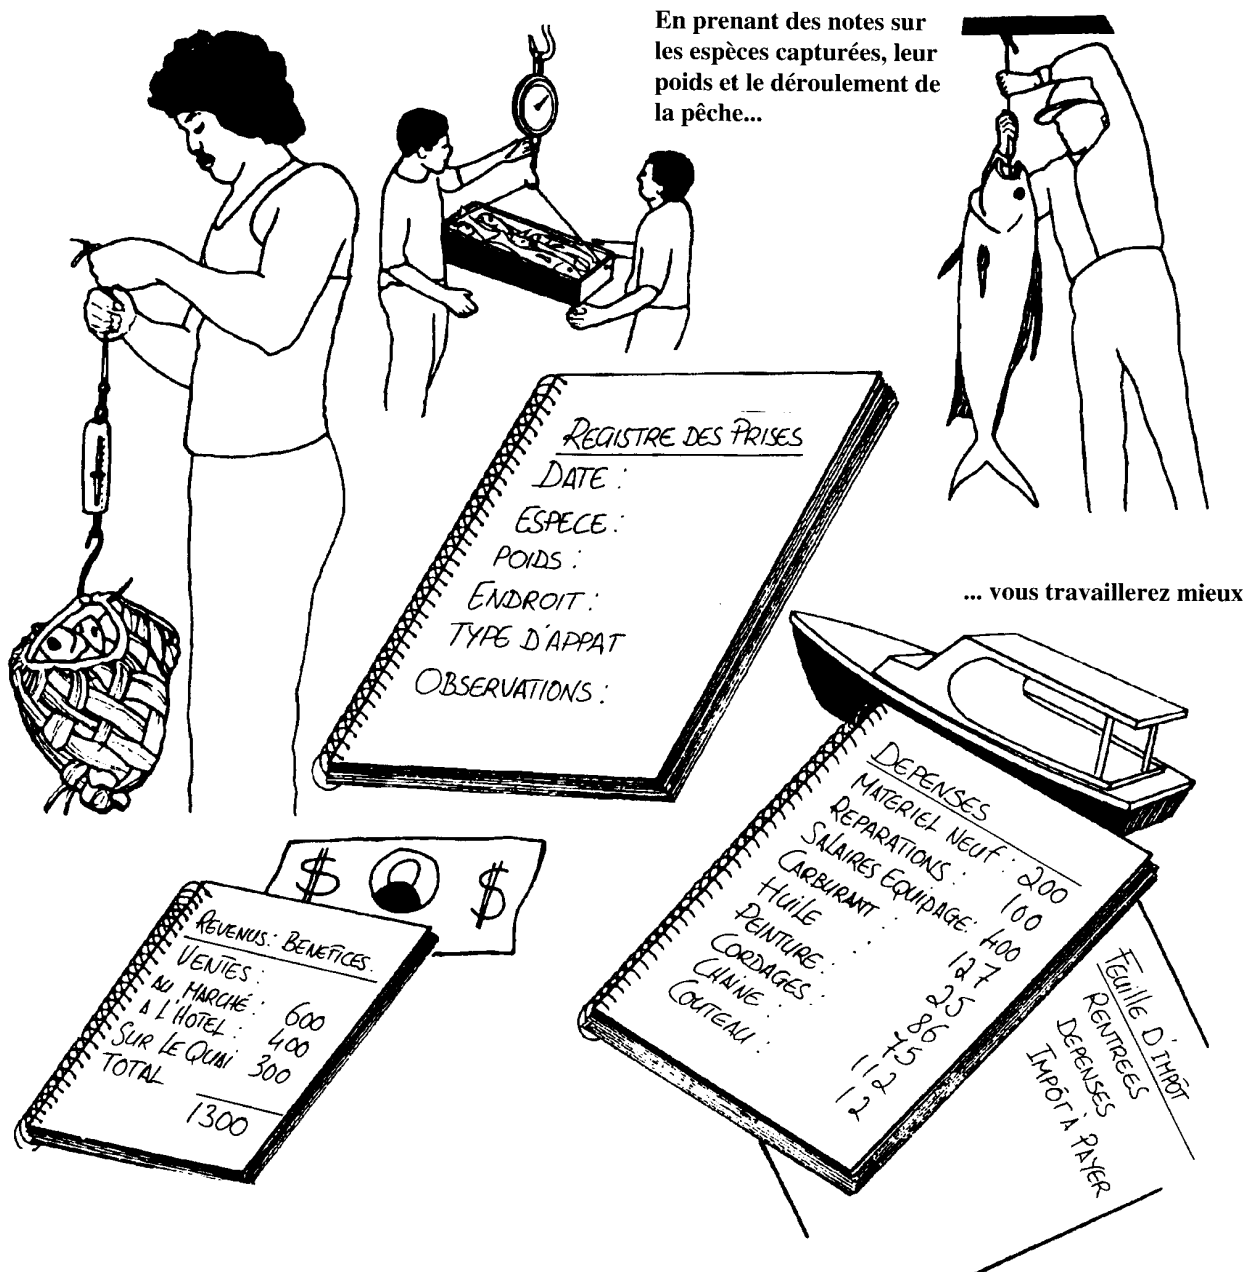 En prenant des notes sur
les espèces capturées, leur
poids et le déroulement de
la pêche...
REGISTRE DES PRISES
DATE :
ESPECE :
POIDS :
ENDROIT :
TYPE D'APPAT
OBSERVATIONS :
... vous travaillerez mieux
DEPENSES
MATERIEL NEUF : 200
REPARATIONS : 100
SALAIRES EQUIPAGE : 400
CARBURANT : 127
HUILE : 25
PEINTURE : 86
CORDAGES : 75
CHAINE : 112
COUTEAU : 12
REVENUS : BENEFICES.
VENTES :
AU MARCHÉ : 600
A L'HOTEL : 400
SUR LE QUAI 300
TOTAL
1300
$ $
FEUILLE D'IMPÔT
RENTREES
DEPENSES
IMPÔT À PAYER